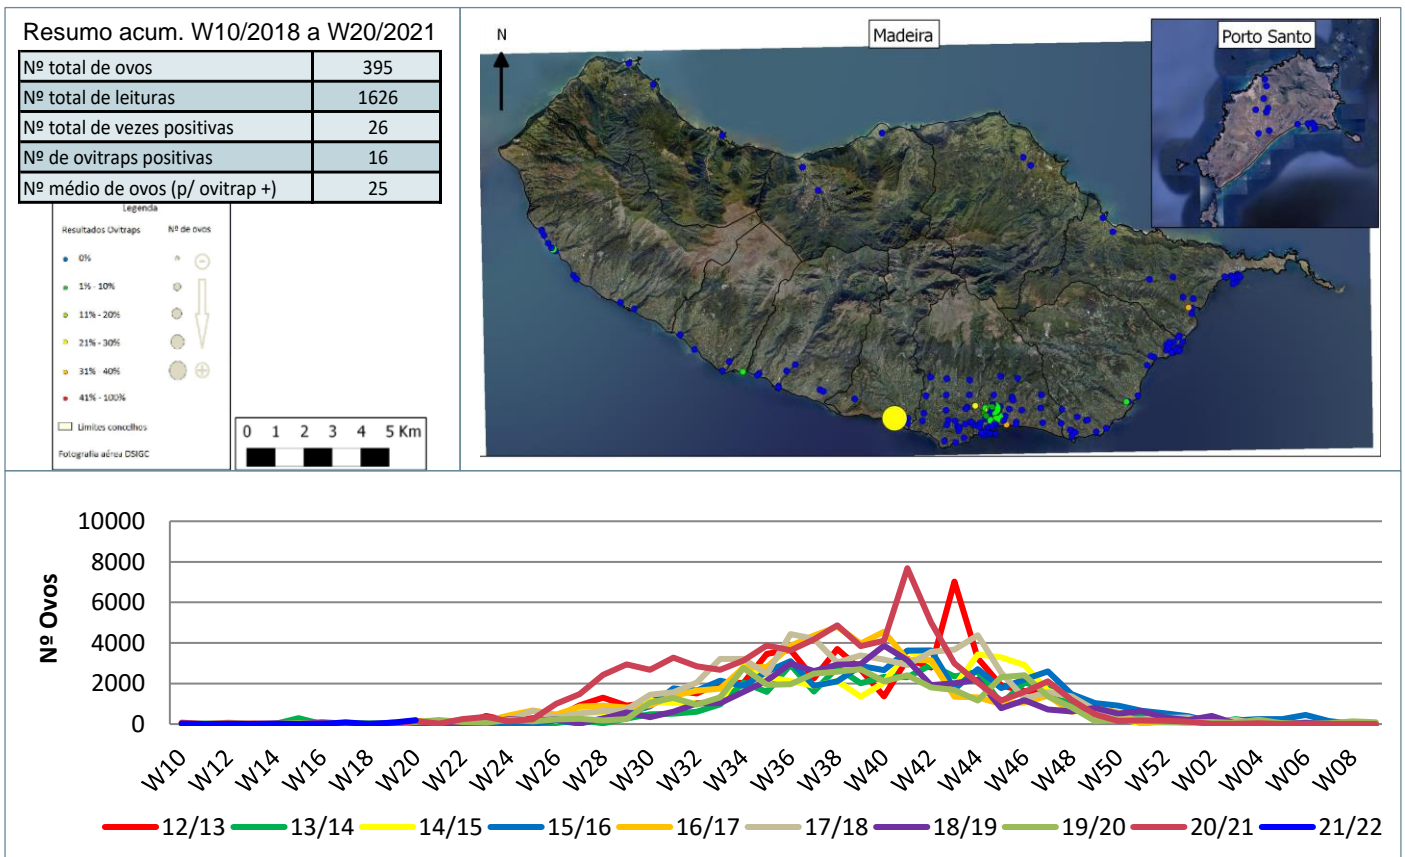 Resumo acum. W10/2018 a W20/2021
Nº total de ovos 395
Nº total de leituras 1626
Nº total de vezes positivas 26
Nº de ovitraps positivas 16
Nº médio de ovos (p/ ovitrap +) 25
Legenda
Resultados Ovitraps Nº de ovos
0%
1% - 10%
11% - 20%
21% - 30%
31% - 40%
41% - 100%
Limites concelhos
Fotografia aérea DSIGC
0 1 2 3 4 5 Km
N
Madeira
Porto Santo
Nº Ovos
10000
8000
6000
4000
2000
0
W10 W12 W14 W16 W18 W20 W22 W24 W26 W28 W30 W32 W34 W36 W38 W40 W42 W44 W46 W48 W50 W52 W02 W04 W06 W08
12/13 13/14 14/15 15/16 16/17 17/18 18/19 19/20 20/21 21/22